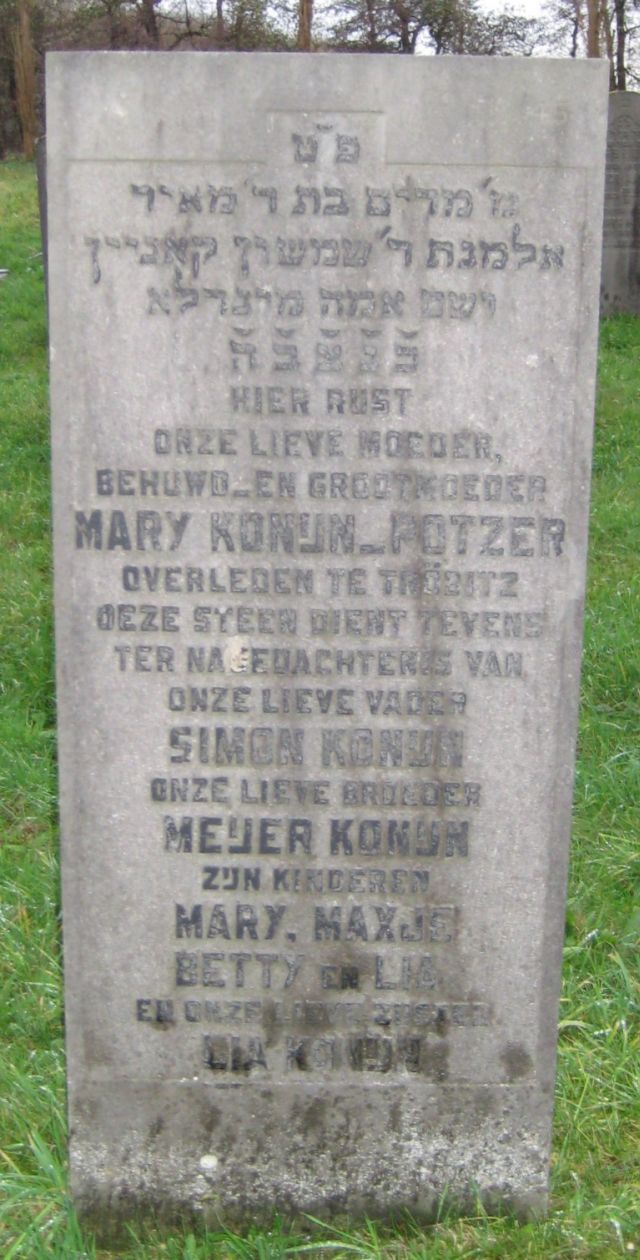 פ״ט
מ׳ מרים בת ר׳ מאיר
אלמנת ר׳ שמשון קאניין
ושם אמה מינדלא
ת נ צ ב ה
HIER RUST
ONZE LIEVE MOEDER,
BEHUWD_EN GROOTMOEDER
MARY KONIJN_POTZER
OVERLEDEN TE TRÖBITZ
DEZE STEEN DIENT TEVENS
TER NAGEDACHTENIS VAN
ONZE LIEVE VADER
SIMON KONIJN
ONZE LIEVE BROEDER
MEIJER KONIJN
ZIJN KINDEREN
MARY, MAXJE
BETTY EN LIA
EN ONZE LIEVE ZUSTER
LIA KONIJN